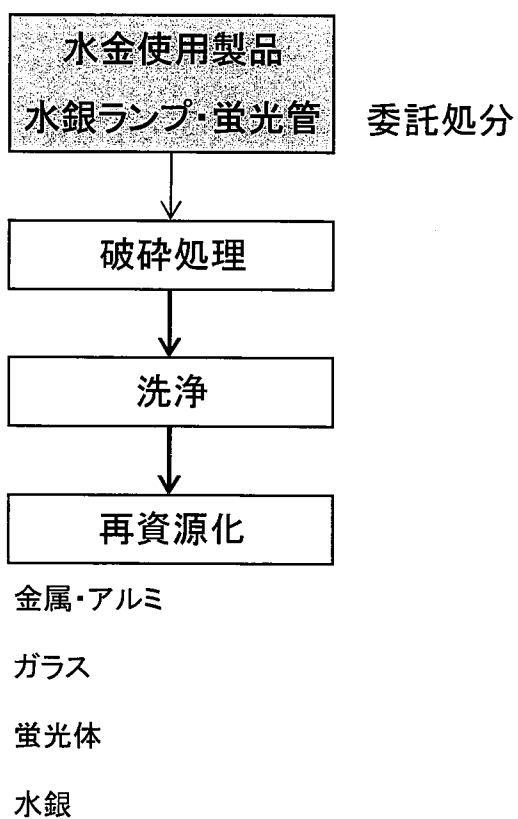 水金使用製品
水銀ランプ・蛍光管
委託処分
破砕処理
洗浄
再資源化
金属・アルミ
ガラス
蛍光体
水銀